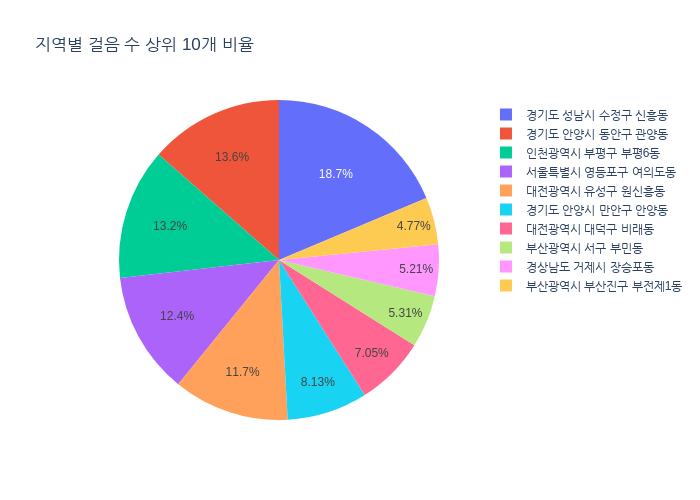 지역별 걸음 수 상위 10개 비율
경기도 성남시 수정구 신흥동
경기도 안양시 동안구 관양동
인천광역시 부평구 부평6동
서울특별시 영등포구 여의도동
대전광역시 유성구 원신흥동
경기도 안양시 만안구 안양동
대전광역시 대덕구 비래동
부산광역시 서구 부민동
경상남도 거제시 장승포동
부산광역시 부산진구 부전제1동
18.7%
13.6%
13.2%
12.4%
11.7%
8.13%
7.05%
5.31%
5.21%
4.77%